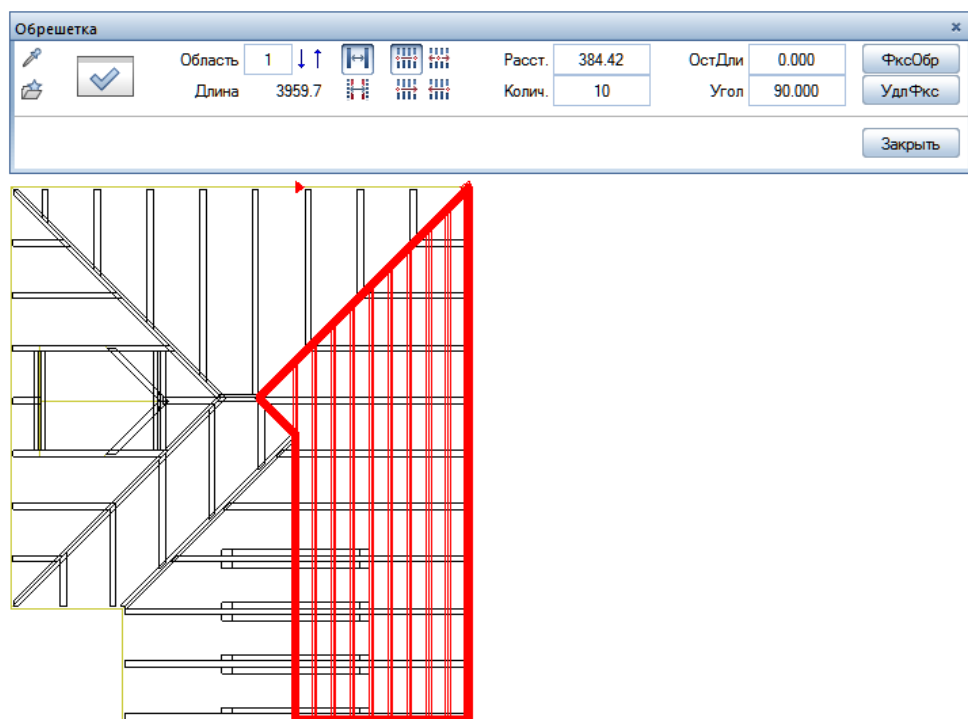 Обрешетка
Область 1 Расст. 384.42 ОстДли 0.000 ФксОбр
Длина 3959.7 Колич. 10 Угол 90.000 УдлФкс
Закрыть